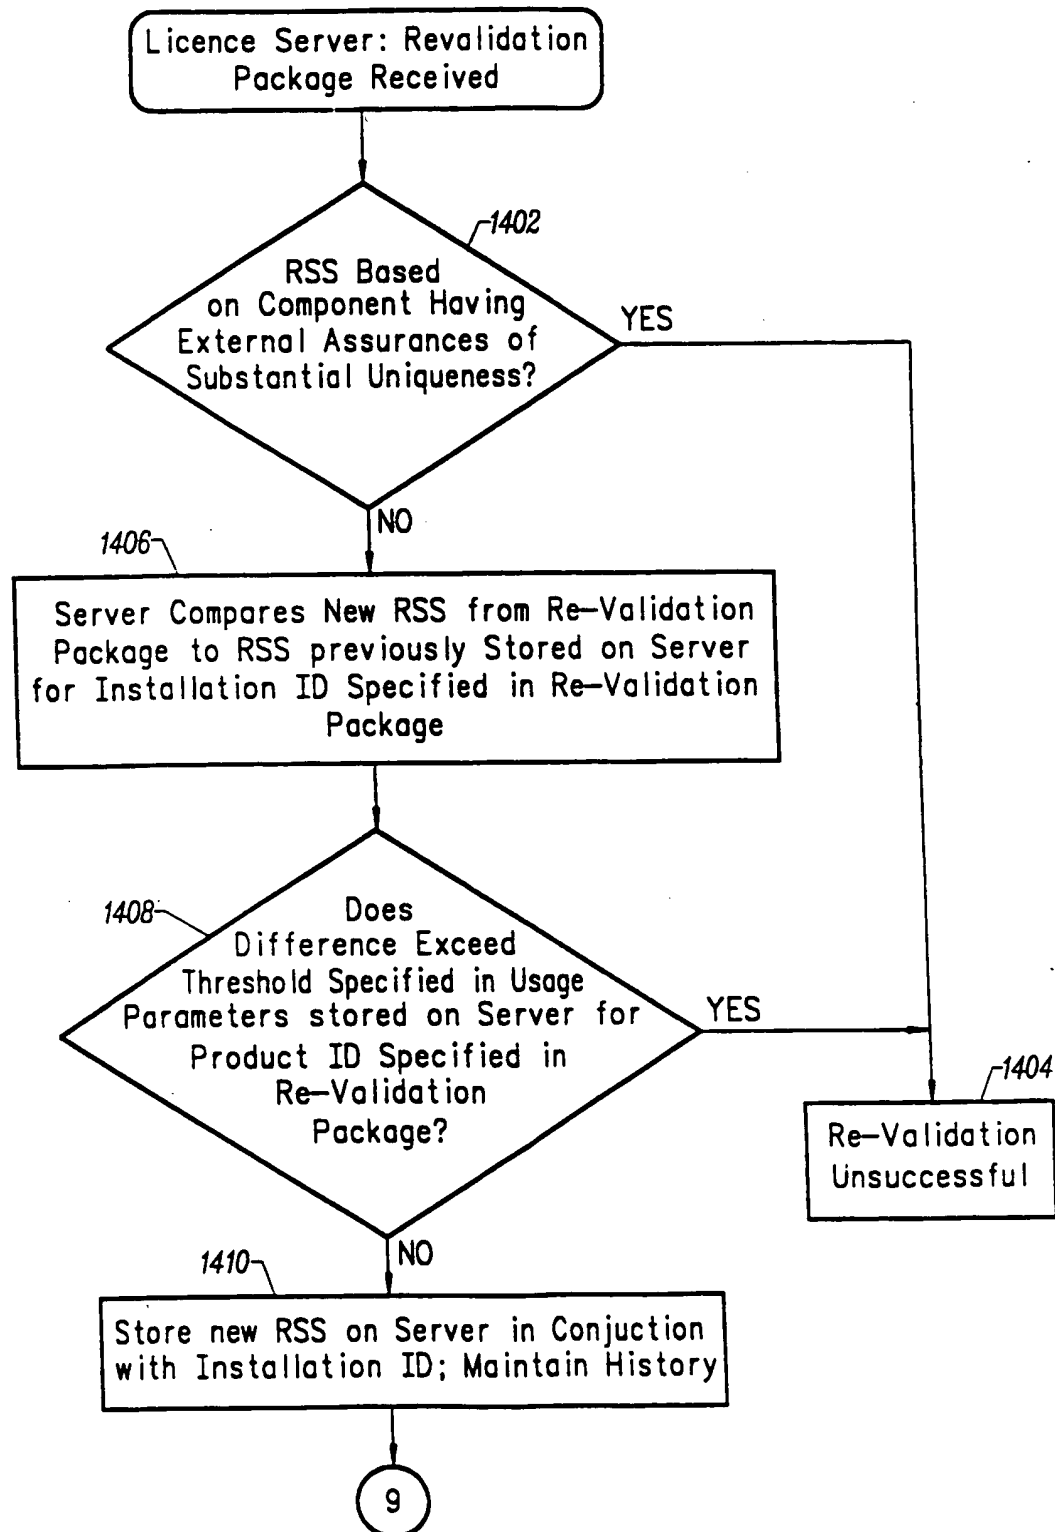 Licence Server: Revalidation
Package Received
1402
RSS Based
on Component Having
External Assurances of
Substantial Uniqueness?
YES
NO
1406
Server Compares New RSS from Re-Validation
Package to RSS previously Stored on Server
for Installation ID Specified in Re-Validation
Package
1408
Does
Difference Exceed
Threshold Specified in Usage
Parameters stored on Server for
Product ID Specified in
Re-Validation
Package?
YES
1404
Re-Validation
Unsuccessful
NO
1410
Store new RSS on Server in Conjuction
with Installation ID; Maintain History
9